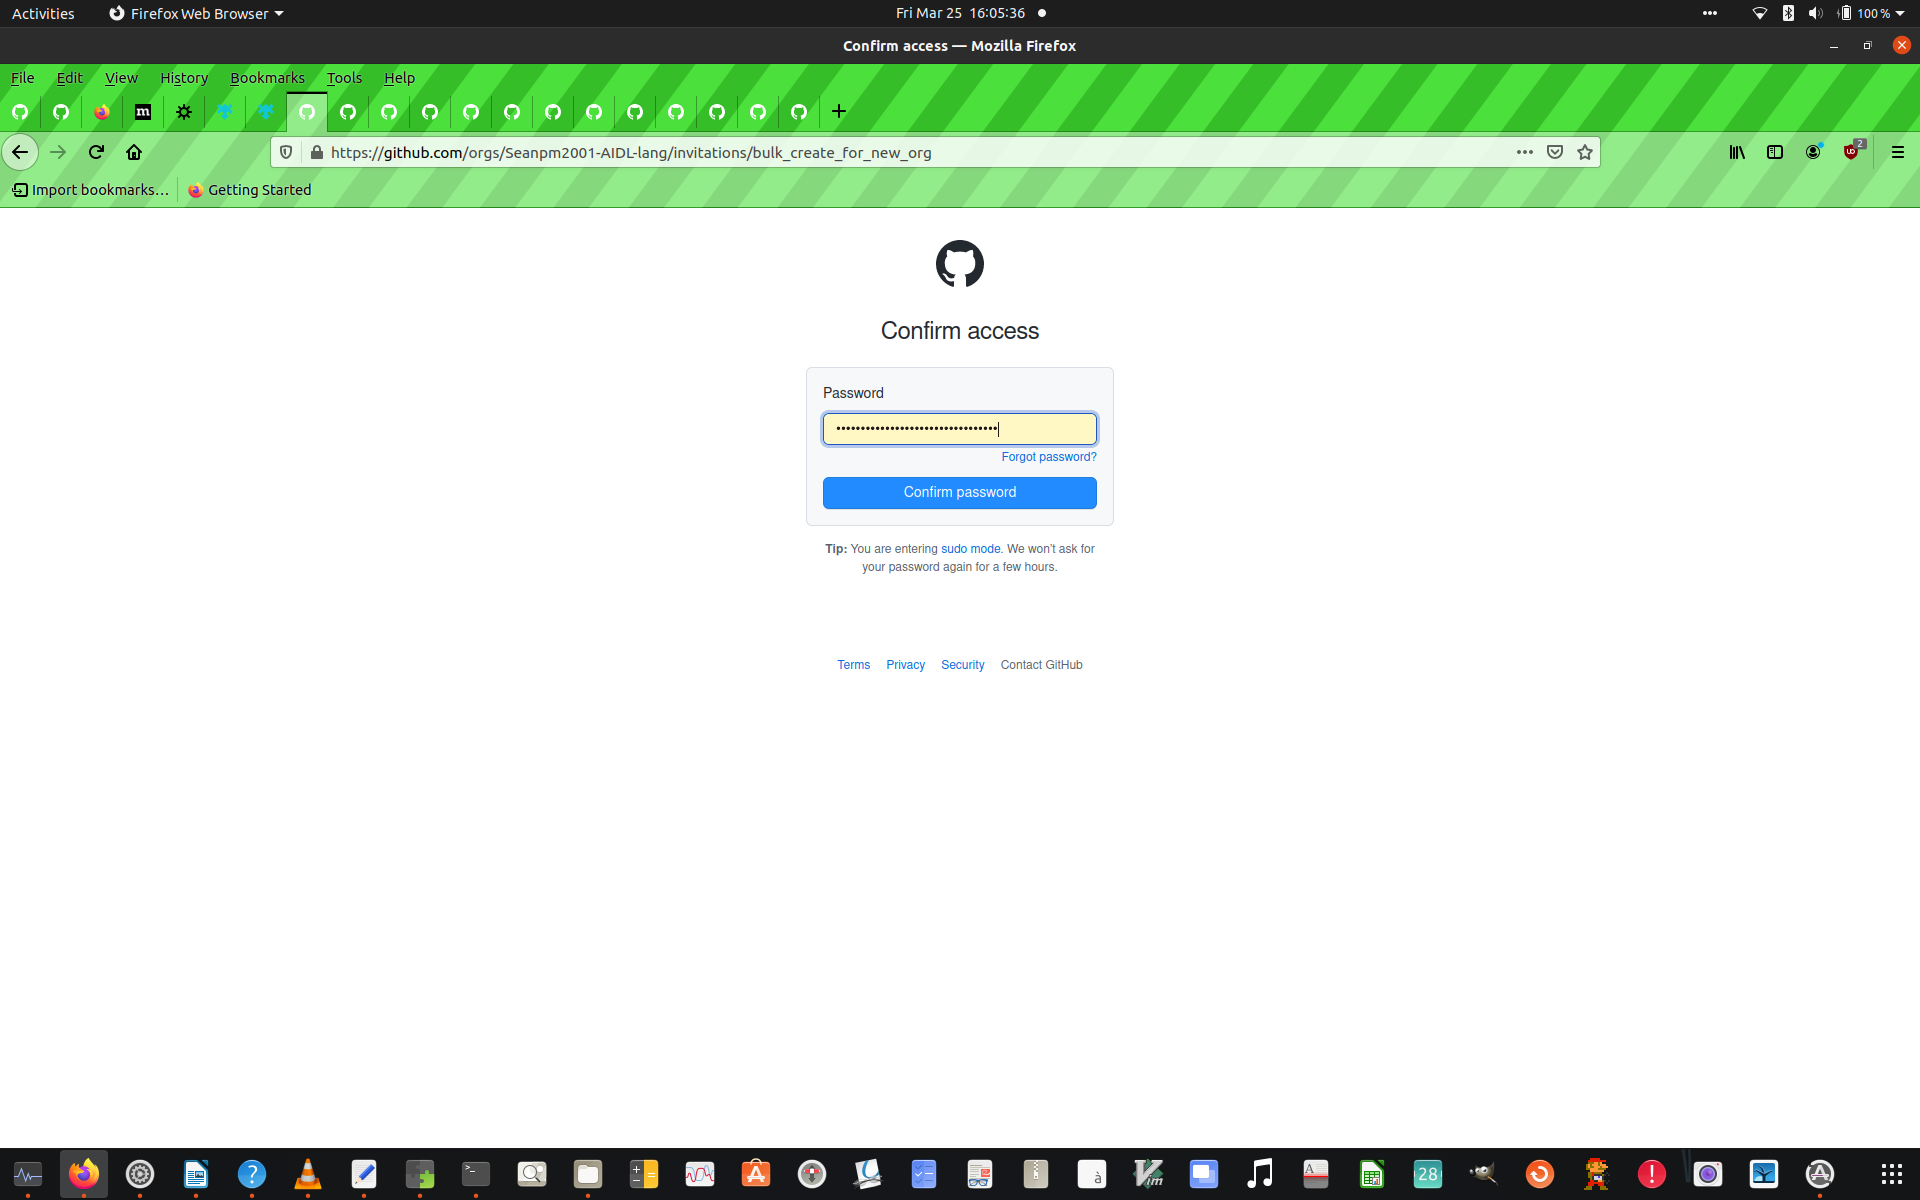 Activities
Firefox Web Browser
Fri Mar 25 16:05:36
100 %
Confirm access — Mozilla Firefox
File Edit View History Bookmarks Tools Help
m
https://github.com/orgs/Seanpm2001-AIDL-lang/invitations/bulk_create_for_new_org
2
Import bookmarks...
Getting Started
Confirm access
Password
••••••••••••••••••••••••••••••••••
Forgot password?
Confirm password
Tip: You are entering sudo mode. We won't ask for
your password again for a few hours.
Terms Privacy Security Contact GitHub
?
>_
à
Vim
A
28
!